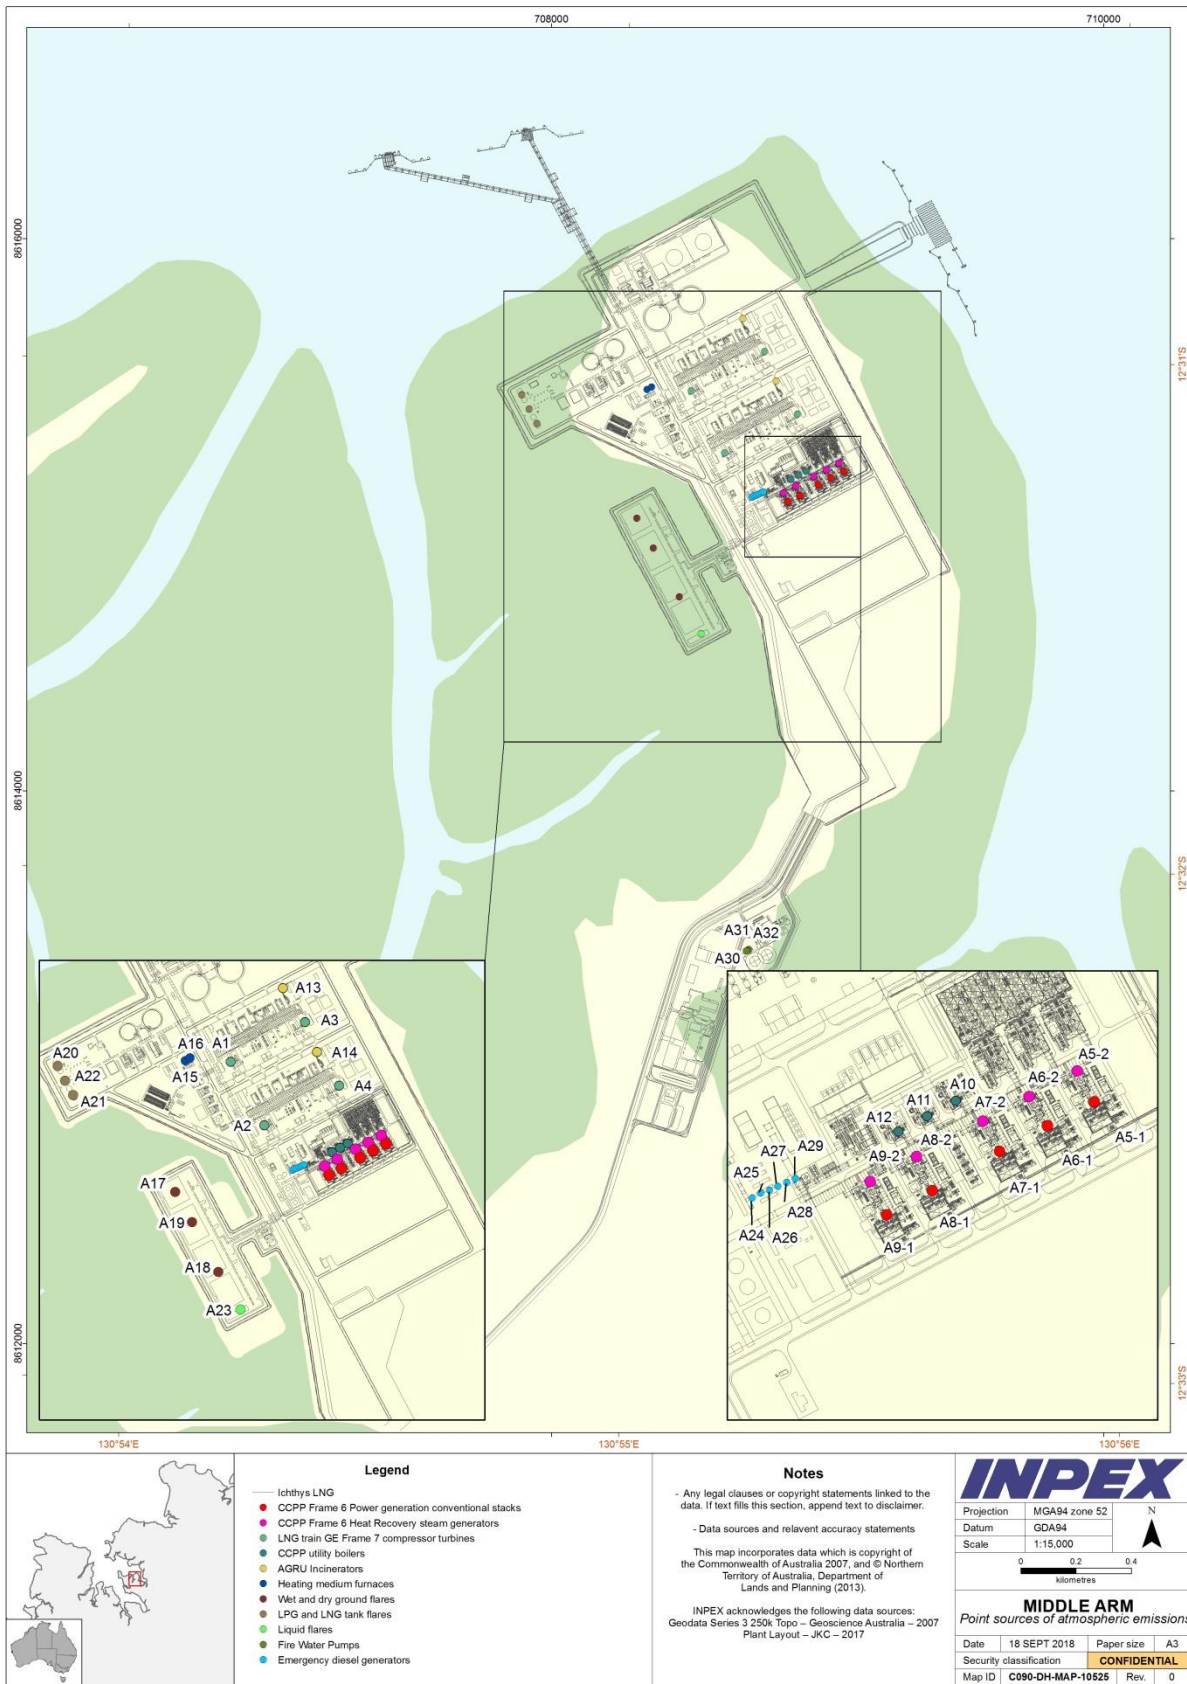 708000
710000
8616000
12°31'S
8614000
12°32'S
A31
A32
A30
A13
A3
A16
A1
A14
A20
A22
A15
A4
A21
A2
A17
A19
A18
A23
A5-2
A6-2
A10
A7-2
A11
A12
A8-2
A5-1
A29
A27
A9-2
A6-1
A25
A7-1
A28
A24
A26
A8-1
A9-1
8612000
12°33'S
130°54'E
130°55'E
130°56'E
Legend
Ichthys LNG
CCPP Frame 6 Power generation conventional stacks
CCPP Frame 6 Heat Recovery steam generators
LNG train GE Frame 7 compressor turbines
CCPP utility boilers
AGRU Incinerators
Heating medium furnaces
Wet and dry ground flares
LPG and LNG tank flares
Liquid flares
Fire Water Pumps
Emergency diesel generators
Notes
- Any legal clauses or copyright statements linked to the
data. If text fills this section, append text to disclaimer.
- Data sources and relavent accuracy statements
This map incorporates data which is copyright of
the Commonwealth of Australia 2007, and © Northern
Territory of Australia, Department of
Lands and Planning (2013).
INPEX acknowledges the following data sources:
Geodata Series 3 250k Topo – Geoscience Australia – 2007
Plant Layout – JKC – 2017
INPEX
Projection MGA94 zone 52
Datum GDA94
Scale 1:15,000
N
0 0.2 0.4
kilometres
MIDDLE ARM
Point sources of atmospheric emissions
Date 18 SEPT 2018 Paper size A3
Security classification CONFIDENTIAL
Map ID C090-DH-MAP-10525 Rev. 0